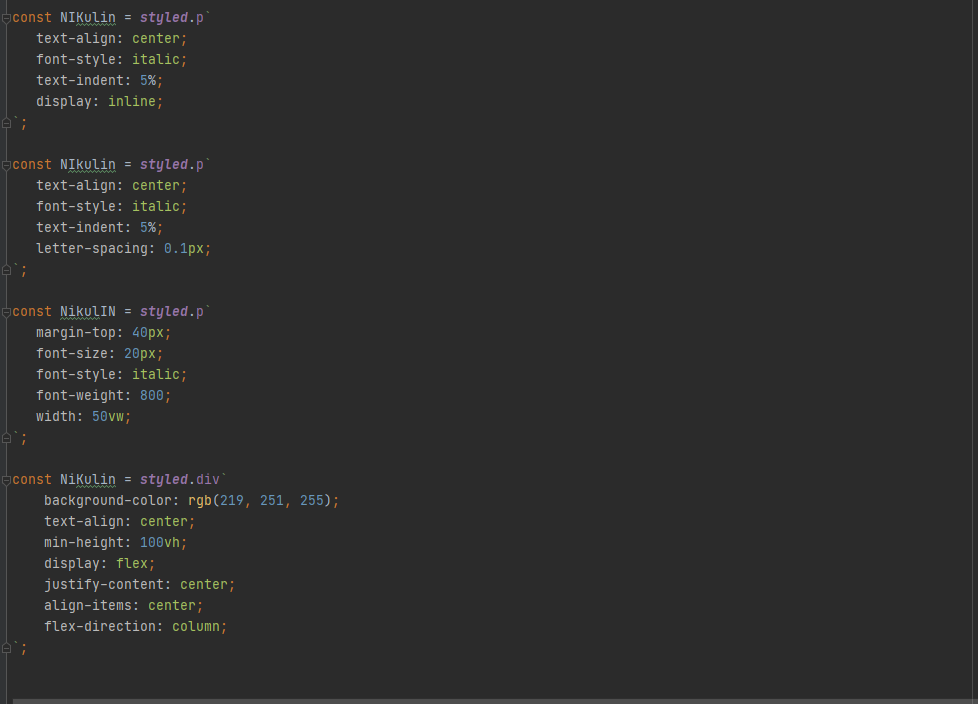 const NIKulin = styled.p`
text-align: center;
font-style: italic;
text-indent: 5%;
display: inline;
`;
const NIkulin = styled.p`
text-align: center;
font-style: italic;
text-indent: 5%;
letter-spacing: 0.1px;
`;
const NikulIN = styled.p`
margin-top: 40px;
font-size: 20px;
font-style: italic;
font-weight: 800;
width: 50vw;
`;
const NiKulin = styled.div`
background-color: rgb(219, 251, 255);
text-align: center;
min-height: 100vh;
display: flex;
justify-content: center;
align-items: center;
flex-direction: column;
`;